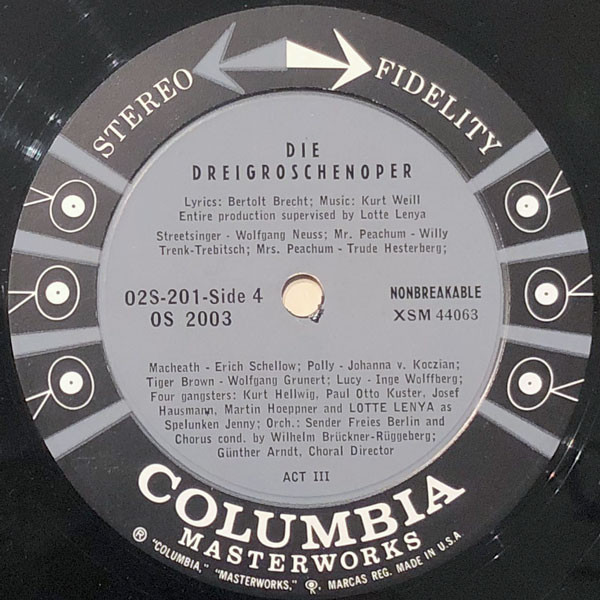 STEREO FIDELITY
DIE
DREIGROSCHENOPER
Lyrics: Bertolt Brecht; Music: Kurt Weill
Entire production supervised by Lotte Lenya
Streetsinger - Wolfgang Neuss; Mr. Peachum - Willy
Trenk-Trebitsch; Mrs. Peachum - Trude Hesterberg;
02S-201-Side 4
OS 2003
NONBREAKABLE
XSM 44063
Macheath - Erich Schellow; Polly - Johanna v. Koczian;
Tiger Brown - Wolfgang Grunert; Lucy - Inge Wolffberg;
Four gangsters: Kurt Hellwig, Paul Otto Kuster, Josef
Hausmann, Martin Hoeppner and LOTTE LENYA as
Spelunken Jenny; Orch.: Sender Freies Berlin and
Chorus cond. by Wilhelm Brückner-Rüggeberg;
Günther Arndt, Choral Director
ACT III
COLUMBIA
MASTERWORKS
® "COLUMBIA," "MASTERWORKS," ®, MARCAS REG. MADE IN U.S.A.